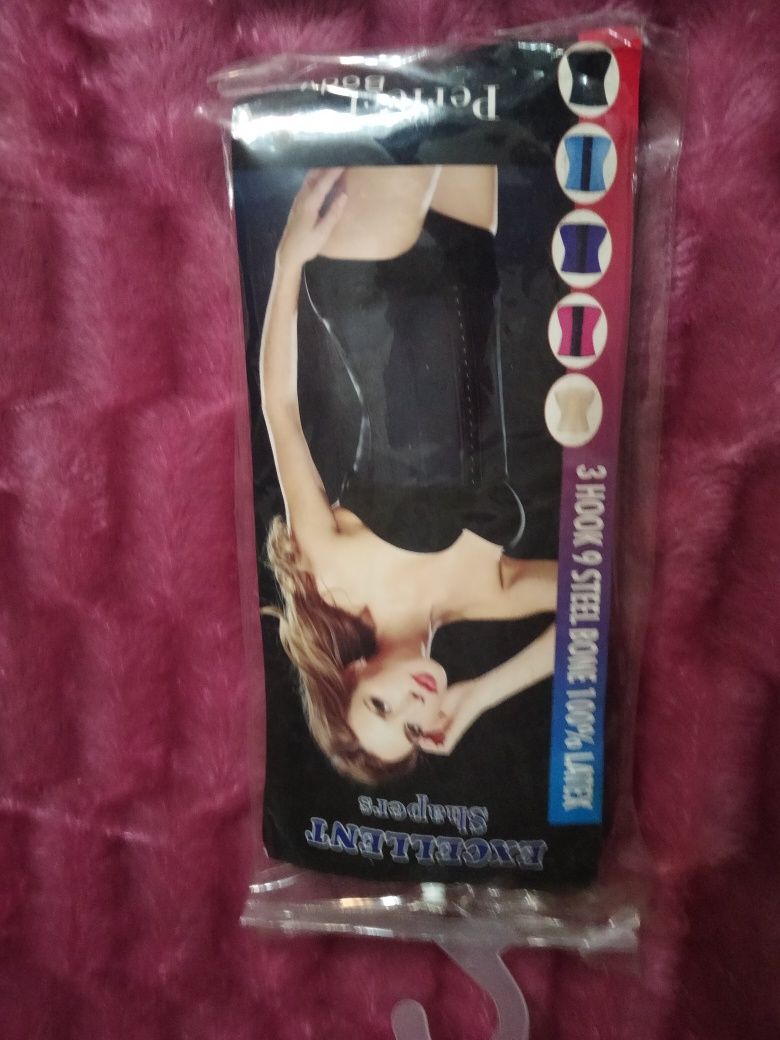 EXCELLENT
Shapers
3 HOOK 9 STEEL BONE 100% LATEX
Perfect
Body